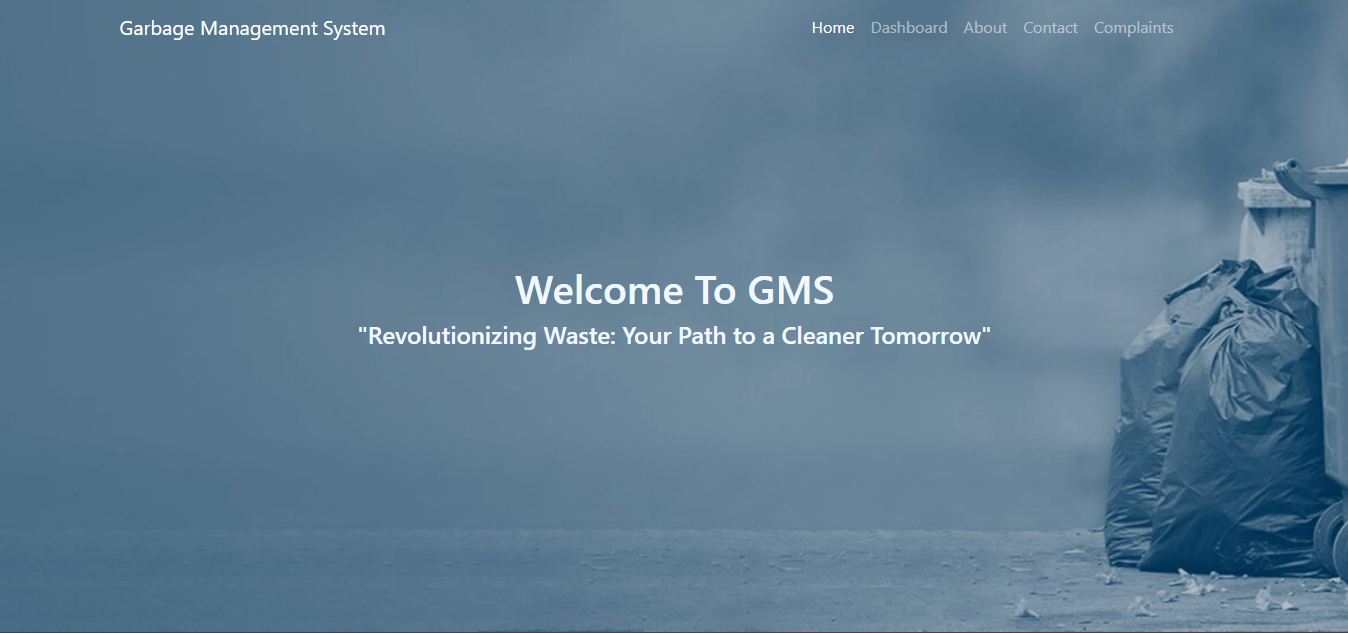 Garbage Management System
Home Dashboard About Contact Complaints
Welcome To GMS
"Revolutionizing Waste: Your Path to a Cleaner Tomorrow"